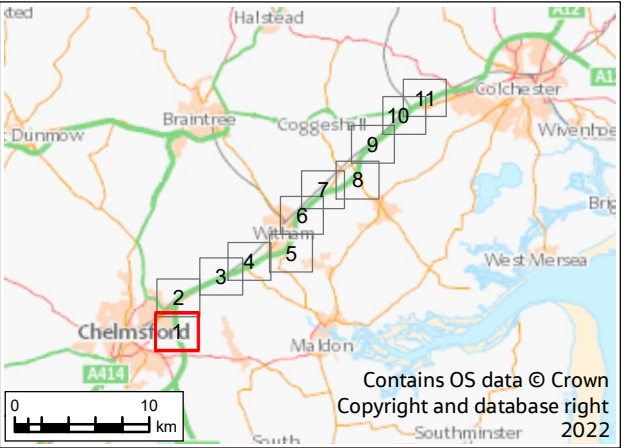 Halstead
A12
Colchester
11
10
Braintree
Coggeshall
Dunmow
Wivenhoe
9
8
7
6
Witham
5
4
3
2
West Mersea
Chelmsford
1
Maldon
A414
Contains OS data © Crown
Copyright and database right
2022
0 10
km
Southminster
South